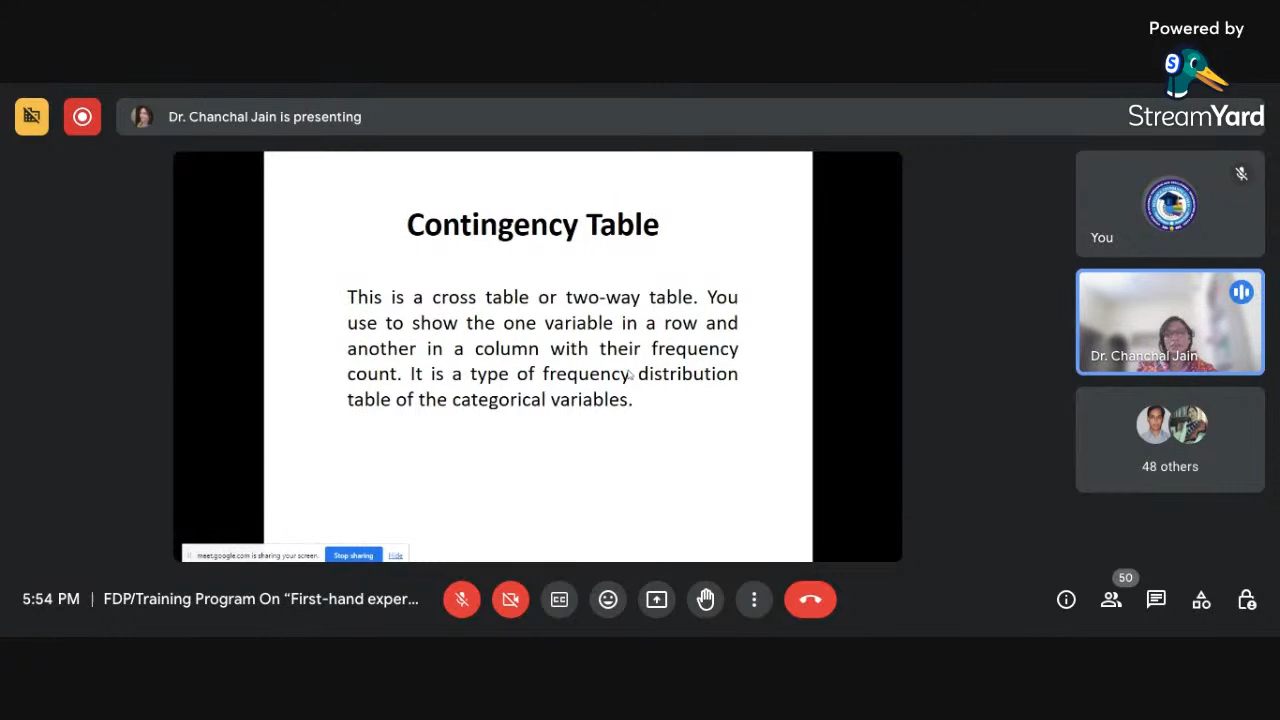 Powered by
S
StreamYard
Dr. Chanchal Jain is presenting
Contingency Table
This is a cross table or two-way table. You
use to show the one variable in a row and
another in a column with their frequency
count. It is a type of frequency distribution
table of the categorical variables.
You
Dr. Chanchal Jain
48 others
meet.google.com is sharing your screen.
Stop sharing
Hide
5:54 PM | FDP/Training Program On “First-hand exper...
50